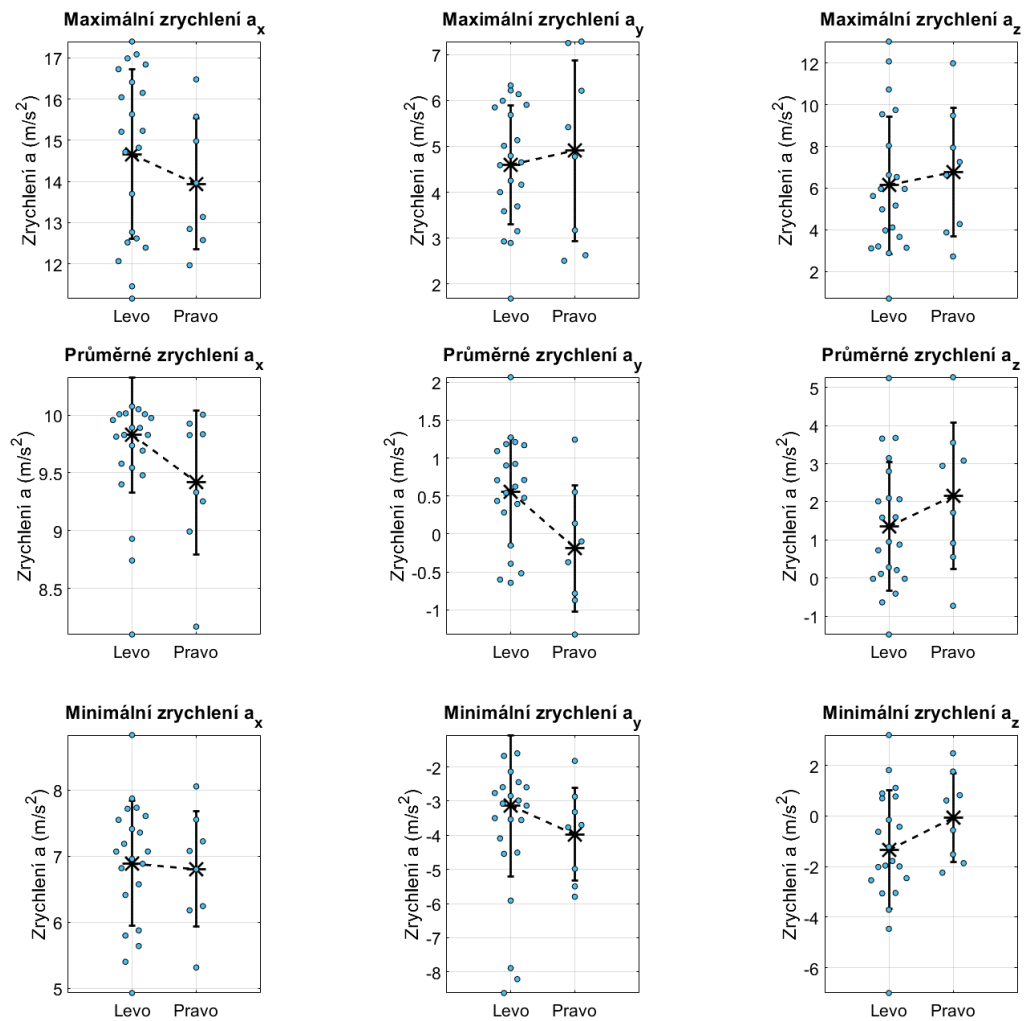 Maximální zrychlení a_x
Zrychlení a (m/s²)
17
16
15
14
13
12
Levo Pravo
Maximální zrychlení a_y
Zrychlení a (m/s²)
7
6
5
4
3
2
Levo Pravo
Maximální zrychlení a_z
Zrychlení a (m/s²)
12
10
8
6
4
2
Levo Pravo
Průměrné zrychlení a_x
Zrychlení a (m/s²)
10
9.5
9
8.5
Levo Pravo
Průměrné zrychlení a_y
Zrychlení a (m/s²)
2
1.5
1
0.5
0
-0.5
-1
Levo Pravo
Průměrné zrychlení a_z
Zrychlení a (m/s²)
5
4
3
2
1
0
-1
Levo Pravo
Minimální zrychlení a_x
Zrychlení a (m/s²)
8
7
6
5
Levo Pravo
Minimální zrychlení a_y
Zrychlení a (m/s²)
-2
-3
-4
-5
-6
-7
-8
Levo Pravo
Minimální zrychlení a_z
Zrychlení a (m/s²)
2
0
-2
-4
-6
Levo Pravo